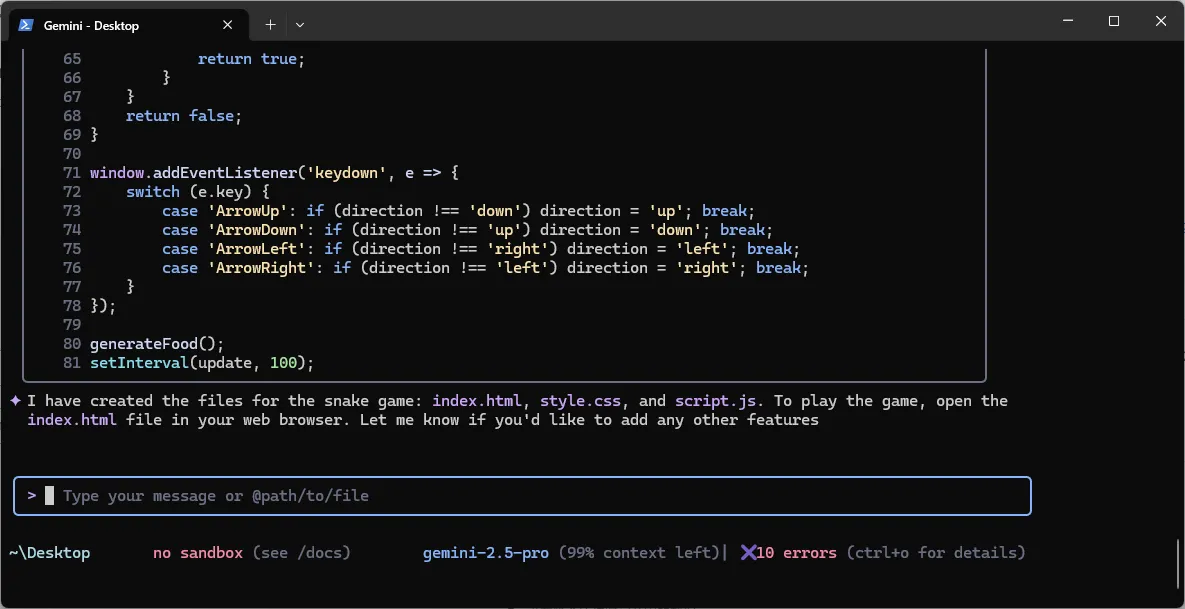 Gemini - Desktop
65 return true;
66 }
67 }
68 return false;
69 }
70
71 window.addEventListener('keydown', e => {
72 switch (e.key) {
73 case 'ArrowUp': if (direction !== 'down') direction = 'up'; break;
74 case 'ArrowDown': if (direction !== 'up') direction = 'down'; break;
75 case 'ArrowLeft': if (direction !== 'right') direction = 'left'; break;
76 case 'ArrowRight': if (direction !== 'left') direction = 'right'; break;
77 }
78 });
79
80 generateFood();
81 setInterval(update, 100);
✦ I have created the files for the snake game: index.html, style.css, and script.js. To play the game, open the
index.html file in your web browser. Let me know if you'd like to add any other features
> Type your message or @path/to/file
~\Desktop no sandbox (see /docs) gemini-2.5-pro (99% context left)| ✖10 errors (ctrl+o for details)